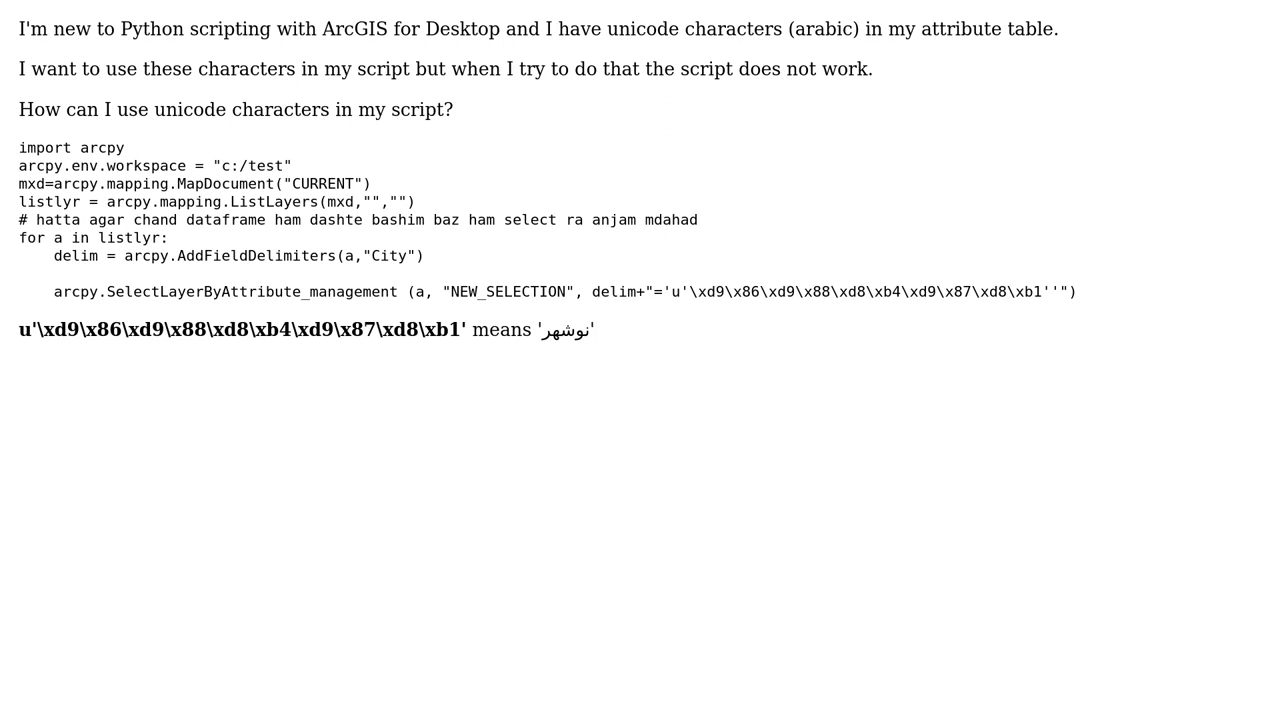 I'm new to Python scripting with ArcGIS for Desktop and I have unicode characters (arabic) in my attribute table.
I want to use these characters in my script but when I try to do that the script does not work.
How can I use unicode characters in my script?
import arcpy
arcpy.env.workspace = "c:/test"
mxd=arcpy.mapping.MapDocument("CURRENT")
listlyr = arcpy.mapping.ListLayers(mxd,"","")
# hatta agar chand dataframe ham dashte bashim baz ham select ra anjam mdahad
for a in listlyr:
    delim = arcpy.AddFieldDelimiters(a,"City")
    arcpy.SelectLayerByAttribute_management (a, "NEW_SELECTION", delim+"='u'\xd9\x86\xd9\x88\xd8\xb4\xd9\x87\xd8\xb1''")
u'\xd9\x86\xd9\x88\xd8\xb4\xd9\x87\xd8\xb1' means 'نوشهر'